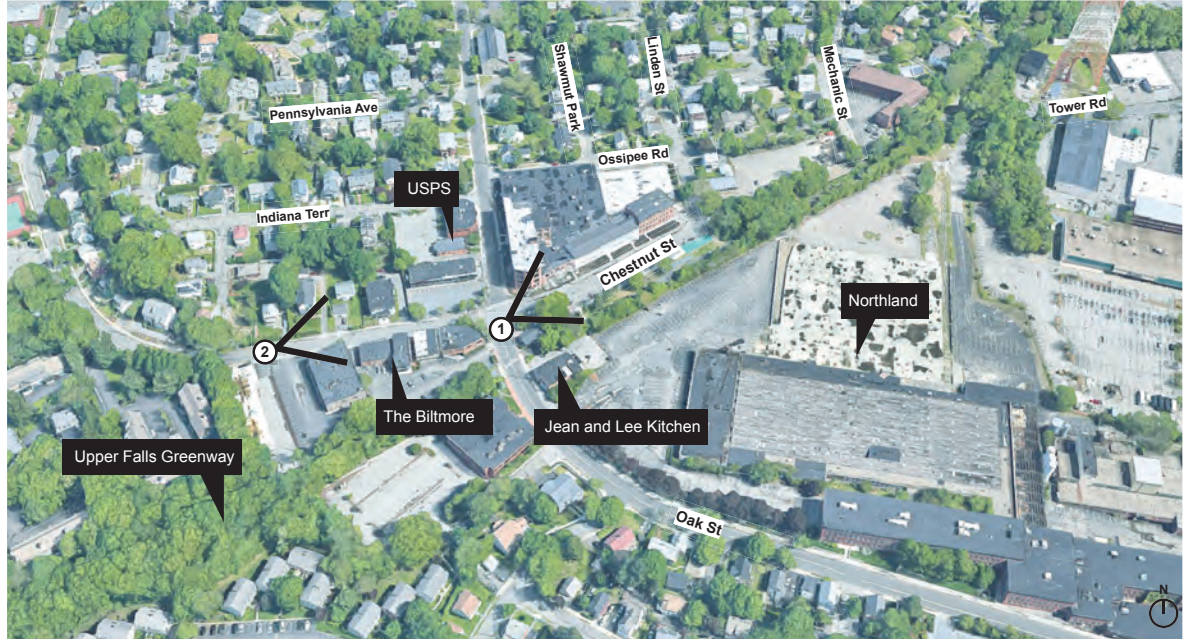 Shawmut Park
Linden St
Mechanic St
Pennsylvania Ave
Tower Rd
Ossipee Rd
USPS
Indiana Terr
Chestnut St
Northland
1
2
The Biltmore
Jean and Lee Kitchen
Upper Falls Greenway
Oak St
N